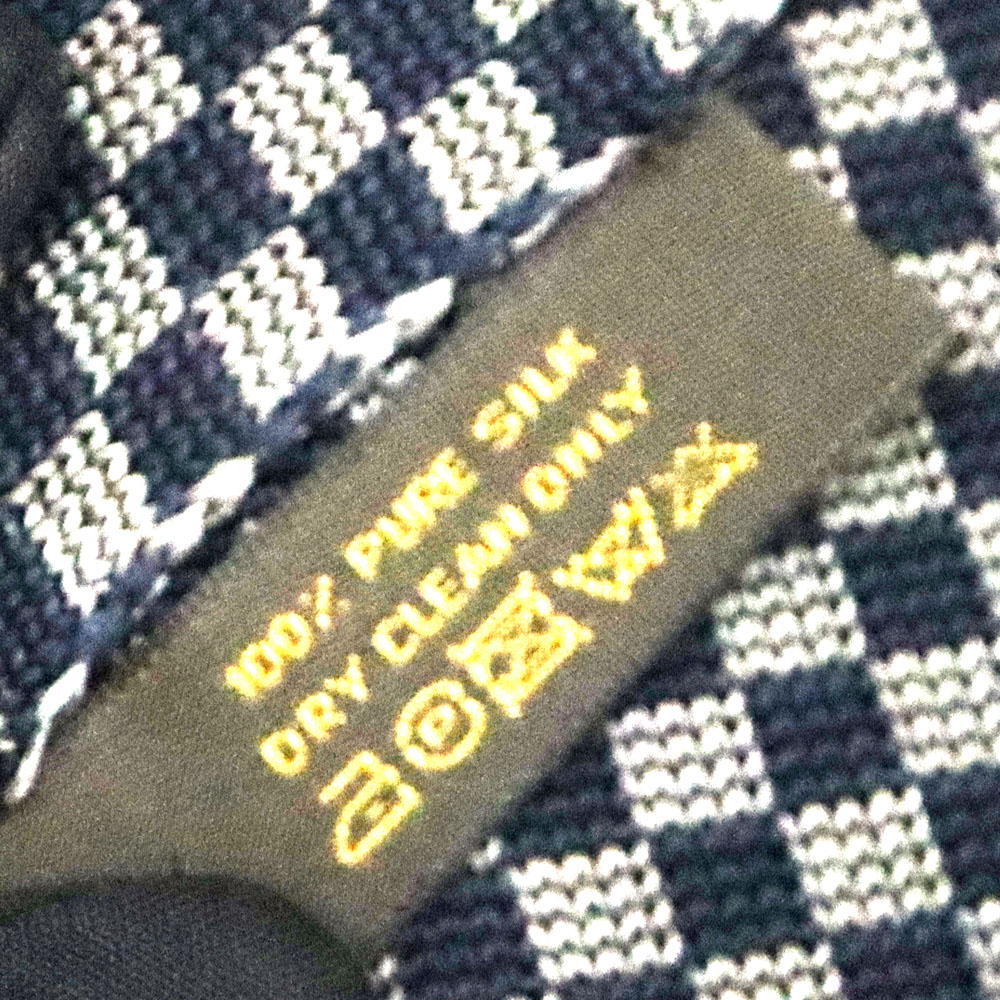 100% PURE SILK
DRY CLEAN ONLY
P